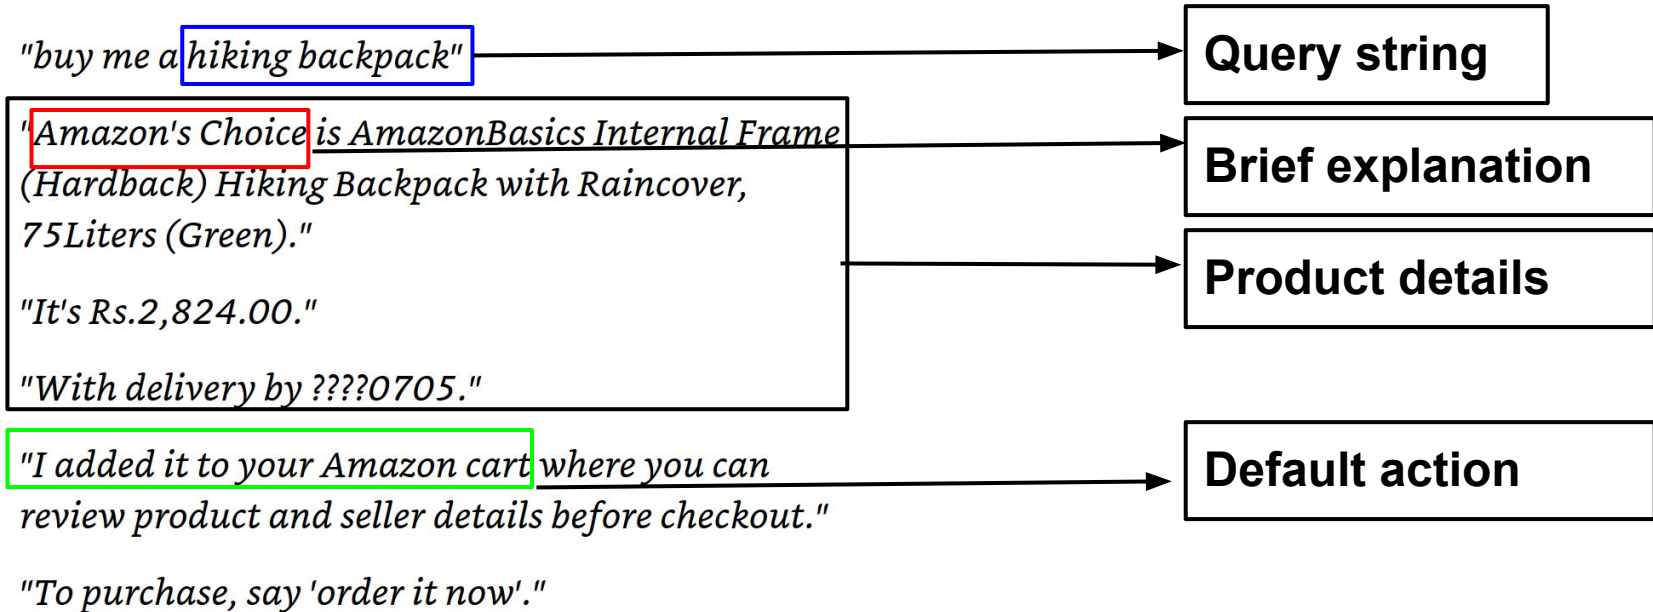 "buy me a hiking backpack"
Query string
"Amazon's Choice is AmazonBasics Internal Frame
(Hardback) Hiking Backpack with Raincover,
75Liters (Green)."
Brief explanation
"It's Rs.2,824.00."
"With delivery by ????0705."
Product details
"I added it to your Amazon cart where you can
review product and seller details before checkout."
Default action
"To purchase, say 'order it now'."